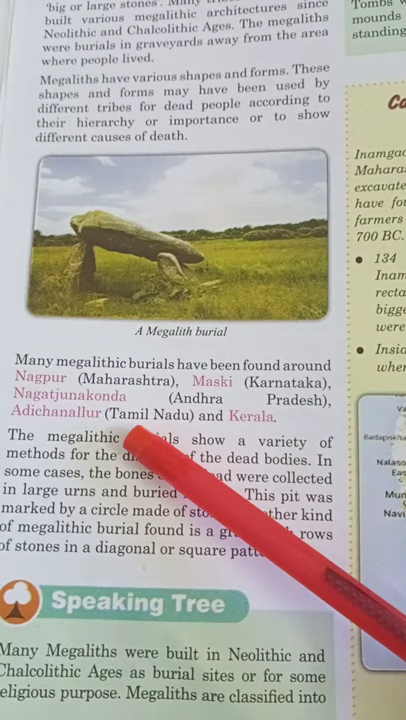 'big or large stones'. Many
built various megalithic architectures since
Neolithic and Chalcolithic Ages. The megaliths
were burials in graveyards away from the area
where people lived.
Megaliths have various shapes and forms. These
shapes and forms may have been used by
different tribes for dead people according to
their hierarchy or importance or to show
different causes of death.
A Megalith burial
Many megalithic burials have been found around
Nagpur (Maharashtra), Maski (Karnataka),
Nagatjunakonda (Andhra Pradesh),
Adichanallur (Tamil Nadu) and Kerala.
The megalithic show a variety of
methods for the of the dead bodies. In
some cases, the bones were collected
in large urns and buried This pit was
marked by a circle made of kind
of megalithic burial found is a rows
of stones in a diagonal or square
Speaking Tree
Many Megaliths were built in Neolithic and
Chalcolithic Ages as burial sites or for some
religious purpose. Megaliths are classified into
Tombs
mounds
standing
Inamgao
Mahara
excavate
have fou
farmers
700 BC.
• 134
Inam
recta
bigge
were
• Insid
wher
Nalaso
Eas
Mun
Navi